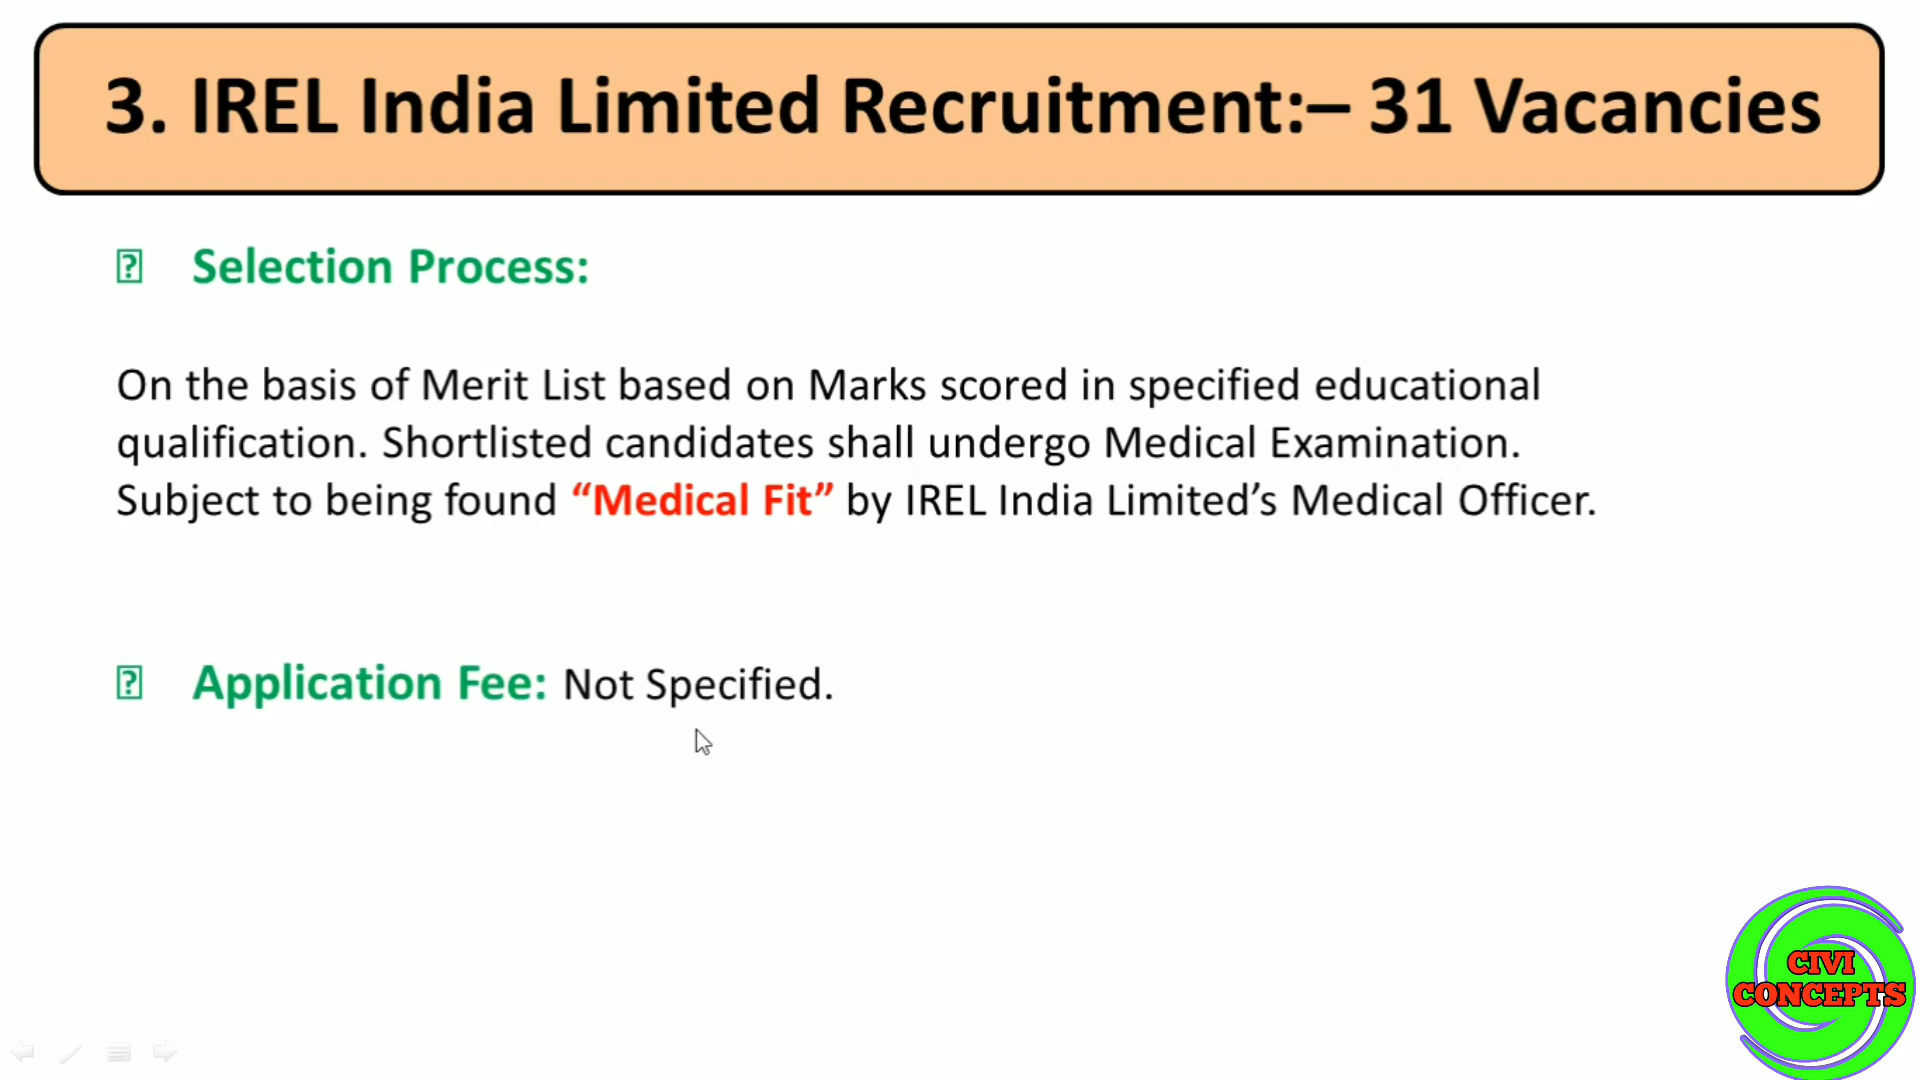 3. IREL India Limited Recruitment:– 31 Vacancies
Selection Process:
On the basis of Merit List based on Marks scored in specified educational
qualification. Shortlisted candidates shall undergo Medical Examination.
Subject to being found “Medical Fit” by IREL India Limited’s Medical Officer.
Application Fee: Not Specified.
CIVI
CONCEPTS